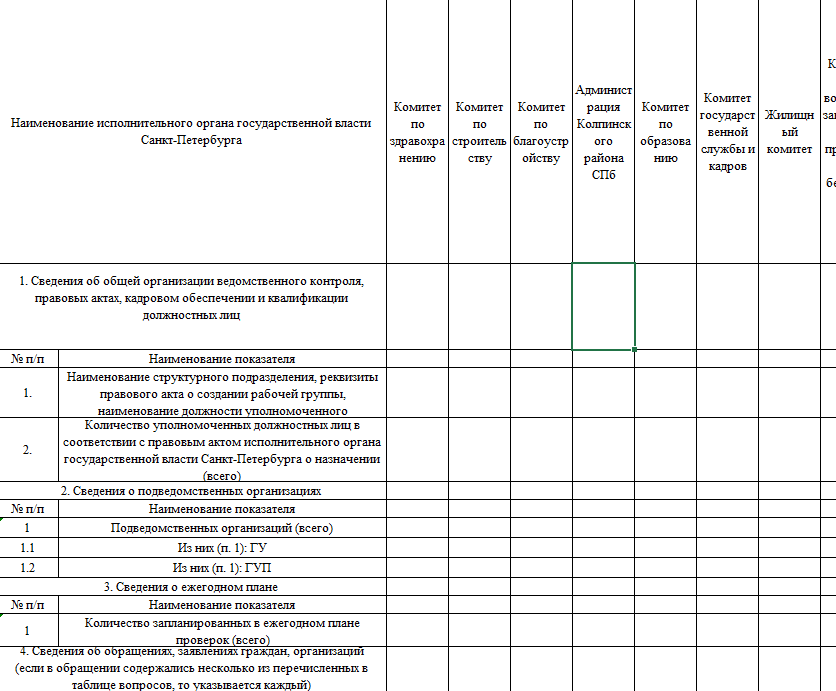 Наименование исполнительного органа государственной власти
Санкт-Петербурга
Комитет
по
здравохра
нению
Комитет
по
строитель
ству
Комитет
по
благоустр
ойству
Админист
рация
Колпинск
ого
района
СПб
Комитет
по
образова
нию
Комитет
государст
венной
службы и
кадров
Жилищн
ый
комитет
1. Сведения об общей организации ведомственного контроля,
правовых актах, кадровом обеспечении и квалификации
должностных лиц
№ п/п
Наименование показателя
1.
Наименование структурного подразделения, реквизиты
правового акта о создании рабочей группы,
наименование должности уполномоченного
2.
Количество уполномоченных должностных лиц в
соответствии с правовым актом исполнительного органа
государственной власти Санкт-Петербурга о назначении
(всего)
2. Сведения о подведомственных организациях
№ п/п
Наименование показателя
1
Подведомственных организаций (всего)
1.1
Из них (п. 1): ГУ
1.2
Из них (п. 1): ГУП
3. Сведения о ежегодном плане
№ п/п
Наименование показателя
1
Количество запланированных в ежегодном плане
проверок (всего)
4. Сведения об обращениях, заявлениях граждан, организаций
(если в обращении содержались несколько из перечисленных в
таблице вопросов, то указывается каждый)